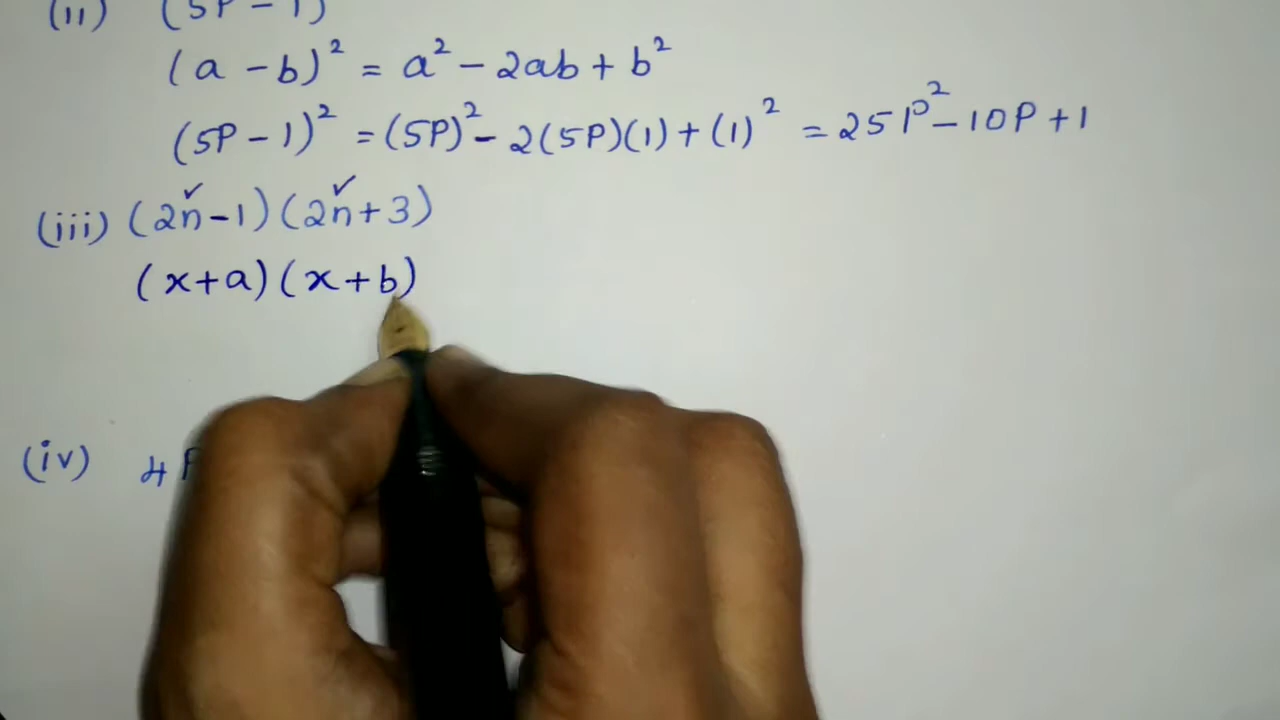 (ii) (5P - 1)
(a - b)² = a² - 2ab + b²
(5P - 1)² = (5P)² - 2(5P)(1) + (1)² = 25P² - 10P + 1
(iii) (2n - 1)(2n + 3)
(x + a)(x + b)
(iv) 4